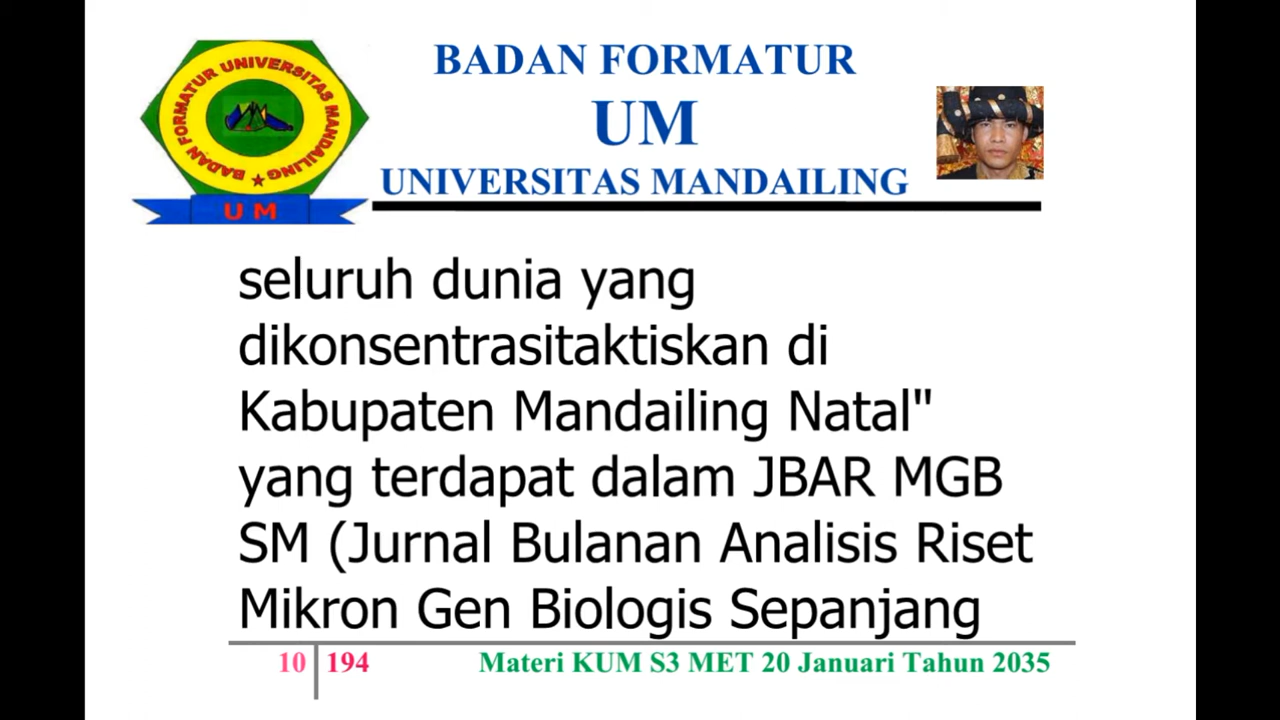 BADAN FORMATUR UNIVERSITAS MANDAILING
UM
BADAN FORMATUR
UM
UNIVERSITAS MANDAILING
seluruh dunia yang
dikonsentrasitaktiskan di
Kabupaten Mandailing Natal"
yang terdapat dalam JBAR MGB
SM (Jurnal Bulanan Analisis Riset
Mikron Gen Biologis Sepanjang
10 194 Materi KUM S3 MET 20 Januari Tahun 2035